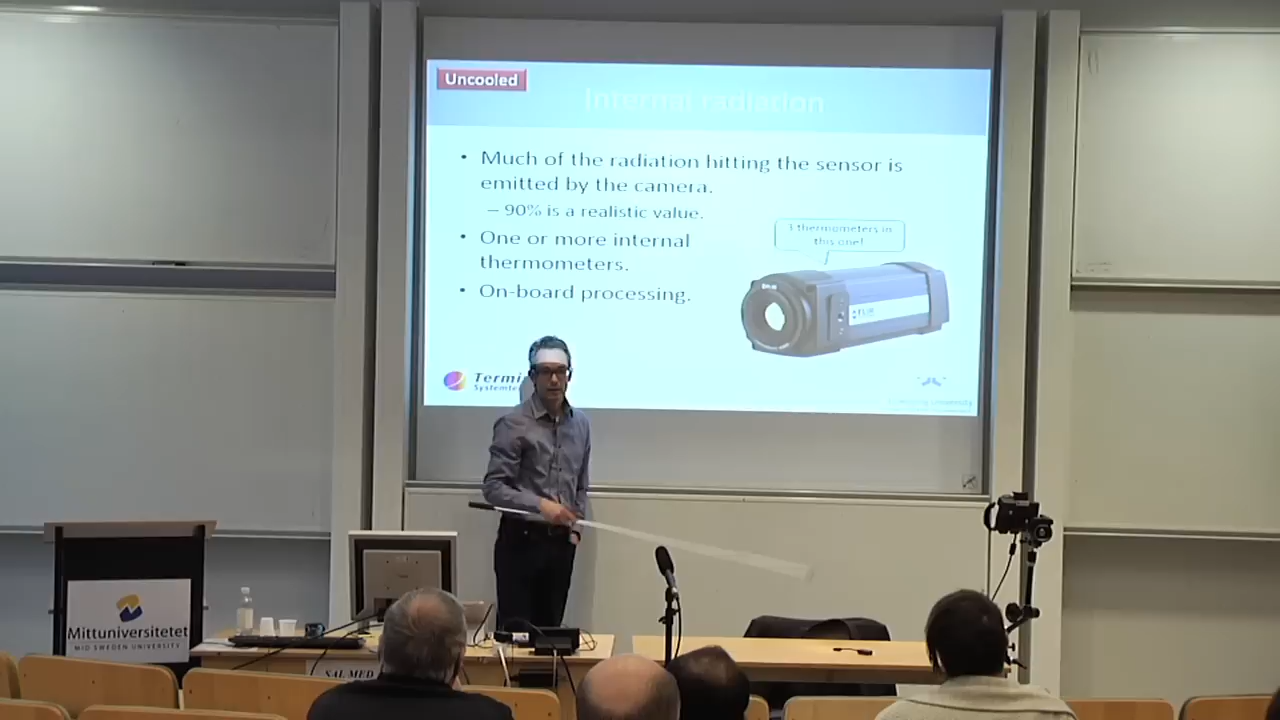 Uncooled
Internal radiation
• Much of the radiation hitting the sensor is
emitted by the camera.
– 90% is a realistic value.
• One or more internal
thermometers.
• On-board processing.
3 thermometers in
this one!
FLIR
Mittuniversitetet
MID SWEDEN UNIVERSITY